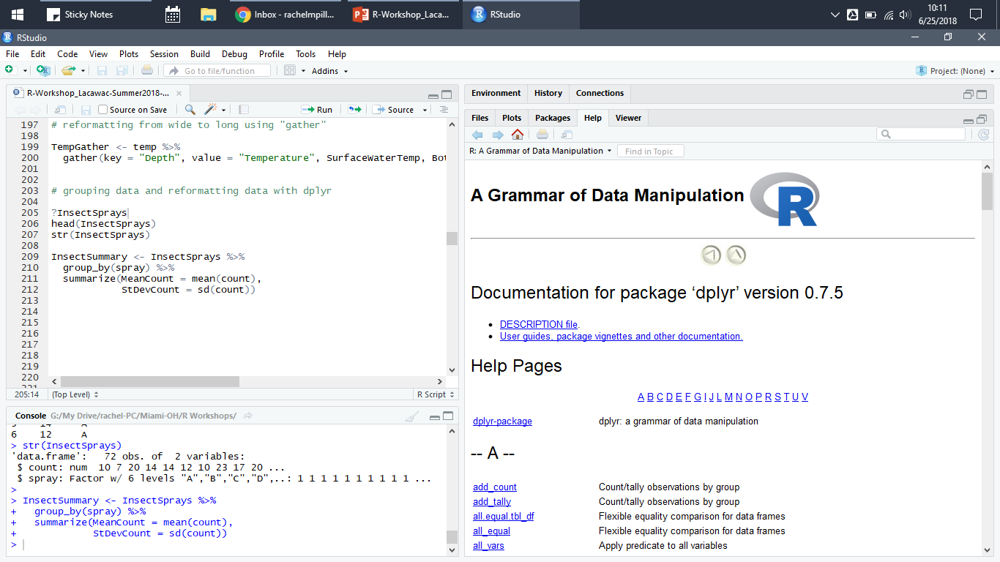 Sticky Notes
Inbox - rachelmpill...
R-Workshop_Laca...
RStudio
10:11
6/25/2018
RStudio
File Edit Code View Plots Session Build Debug Profile Tools Help
Go to file/function
Addins
Project: (None)
R-Workshop_Lacawac-Summer2018-...
Source on Save
Run
Source
197 # reformatting from wide to long using "gather"
198
199 TempGather <- temp %>%
200 gather(key = "Depth", value = "Temperature", SurfaceWaterTemp, Bot
201
202
203 # grouping data and reformatting data with dplyr
204
205 ?InsectSprays
206 head(InsectSprays)
207 str(InsectSprays)
208
209 InsectSummary <- InsectSprays %>%
210 group_by(spray) %>%
211 summarize(MeanCount = mean(count),
212 StDevCount = sd(count))
213
214
215
216
217
218
219
220
205:14 (Top Level) R Script
Console G:/My Drive/rachel-PC/Miami-OH/R Workshops/
6 12 A
> str(InsectSprays)
'data.frame': 72 obs. of 2 variables:
$ count: num 10 7 20 14 14 12 10 23 17 20 ...
$ spray: Factor w/ 6 levels "A","B","C","D",..: 1 1 1 1 1 1 1 1 1 1 ...
>
> InsectSummary <- InsectSprays %>%
+ group_by(spray) %>%
+ summarize(MeanCount = mean(count),
+ StDevCount = sd(count))
>
Environment History Connections
Files Plots Packages Help Viewer
R: A Grammar of Data Manipulation
Find in Topic
A Grammar of Data Manipulation
R
Documentation for package ‘dplyr’ version 0.7.5
DESCRIPTION file.
User guides, package vignettes and other documentation.
Help Pages
A B C D E F G I J L M N O P R S T U V
dplyr-package dplyr: a grammar of data manipulation
-- A --
add_count Count/tally observations by group
add_tally Count/tally observations by group
all.equal.tbl_df Flexible equality comparison for data frames
all_equal Flexible equality comparison for data frames
all_vars Apply predicate to all variables